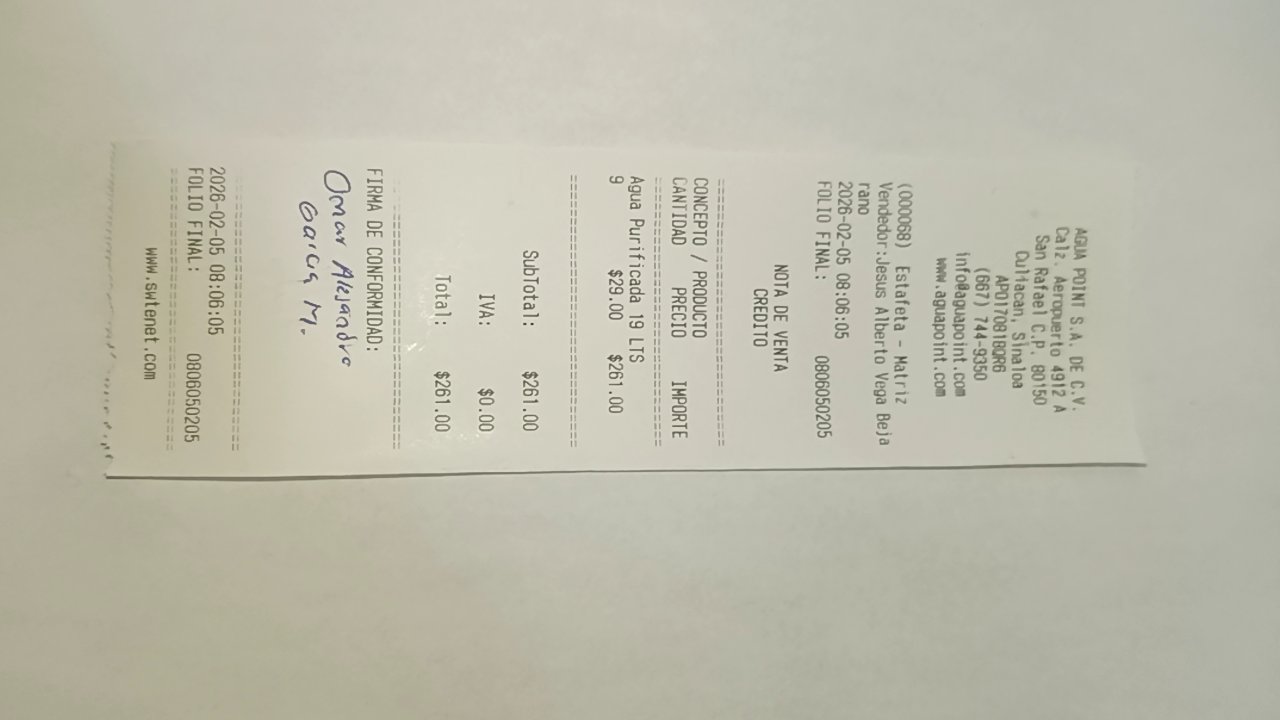 AGUA POINT S.A. DE C.V.
Calz. Aeropuerto 4912 A
San Rafael C.P. 80150
Culiacan, Sinaloa
APO170818QR6
(667) 744-9350
info@aguapoint.com
www.aguapoint.com
(000068) Estafeta - Matriz
Vendedor:Jesus Alberto Vega Beja
rano
2026-02-05 08:06:05
FOLIO FINAL: 0806050205
NOTA DE VENTA
CREDITO
================================
CONCEPTO / PRODUCTO
CANTIDAD PRECIO IMPORTE
================================
Agua Purificada 19 LTS
9 $29.00 $261.00
================================
SubTotal: $261.00
IVA: $0.00
Total: $261.00
================================
FIRMA DE CONFORMIDAD:
Omar Alejandro
Garcia M.
================================
2026-02-05 08:06:05
FOLIO FINAL: 0806050205
================================
www.swtenet.com